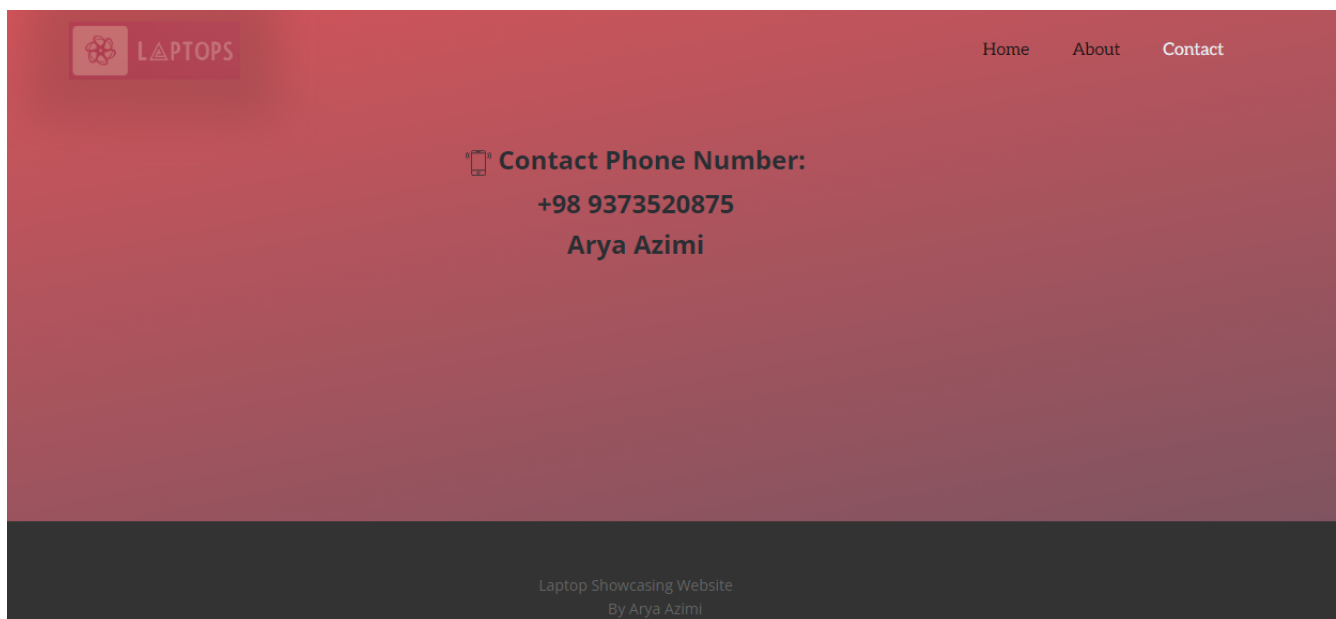 LAPTOPS
Home About Contact
Contact Phone Number:
+98 9373520875
Arya Azimi
Laptop Showcasing Website
By Arya Azimi